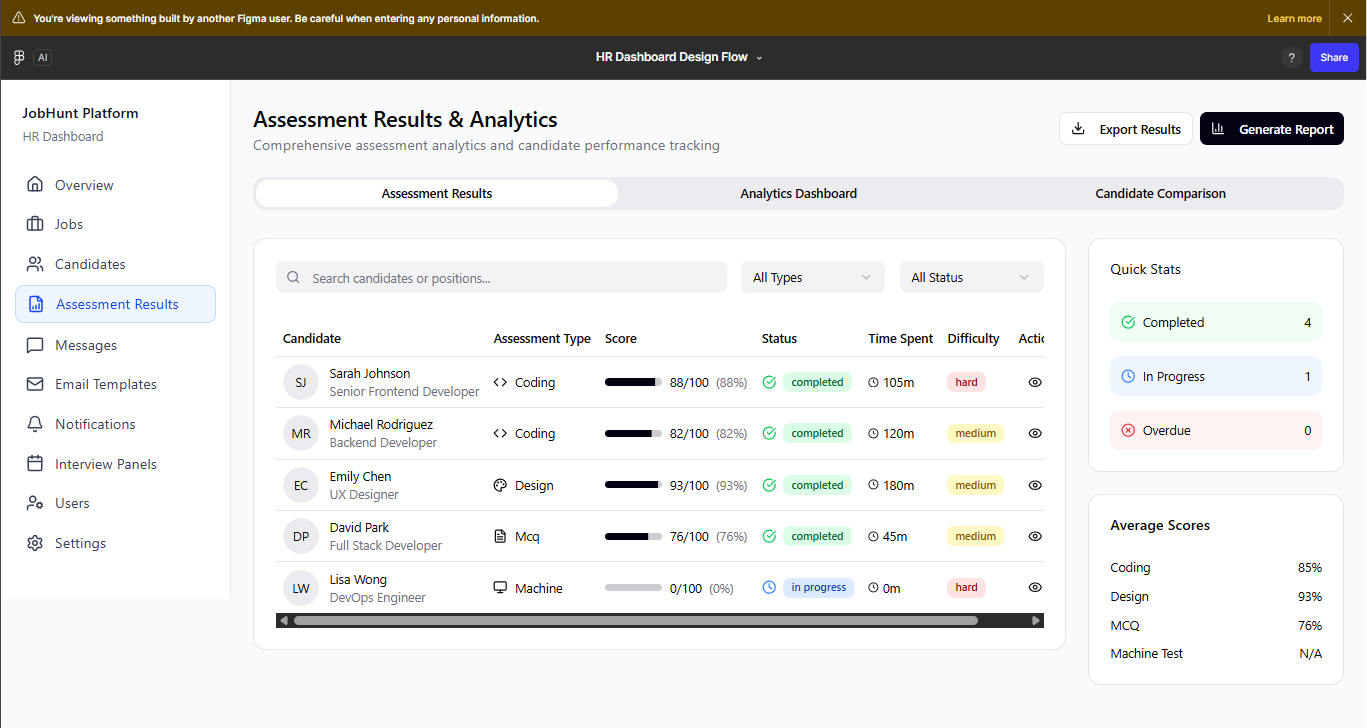 You're viewing something built by another Figma user. Be careful when entering any personal information.
Learn more
AI
HR Dashboard Design Flow
?
Share
JobHunt Platform
HR Dashboard
Overview
Jobs
Candidates
Assessment Results
Messages
Email Templates
Notifications
Interview Panels
Users
Settings
Assessment Results & Analytics
Comprehensive assessment analytics and candidate performance tracking
Export Results
Generate Report
Assessment Results
Analytics Dashboard
Candidate Comparison
Search candidates or positions...
All Types
All Status
Candidate Assessment Type Score Status Time Spent Difficulty Actic
SJ Sarah Johnson
Senior Frontend Developer
Coding 88/100 (88%) completed 105m hard
MR Michael Rodriguez
Backend Developer
Coding 82/100 (82%) completed 120m medium
EC Emily Chen
UX Designer
Design 93/100 (93%) completed 180m medium
DP David Park
Full Stack Developer
Mcq 76/100 (76%) completed 45m medium
LW Lisa Wong
DevOps Engineer
Machine 0/100 (0%) in progress 0m hard
Quick Stats
Completed 4
In Progress 1
Overdue 0
Average Scores
Coding 85%
Design 93%
MCQ 76%
Machine Test N/A